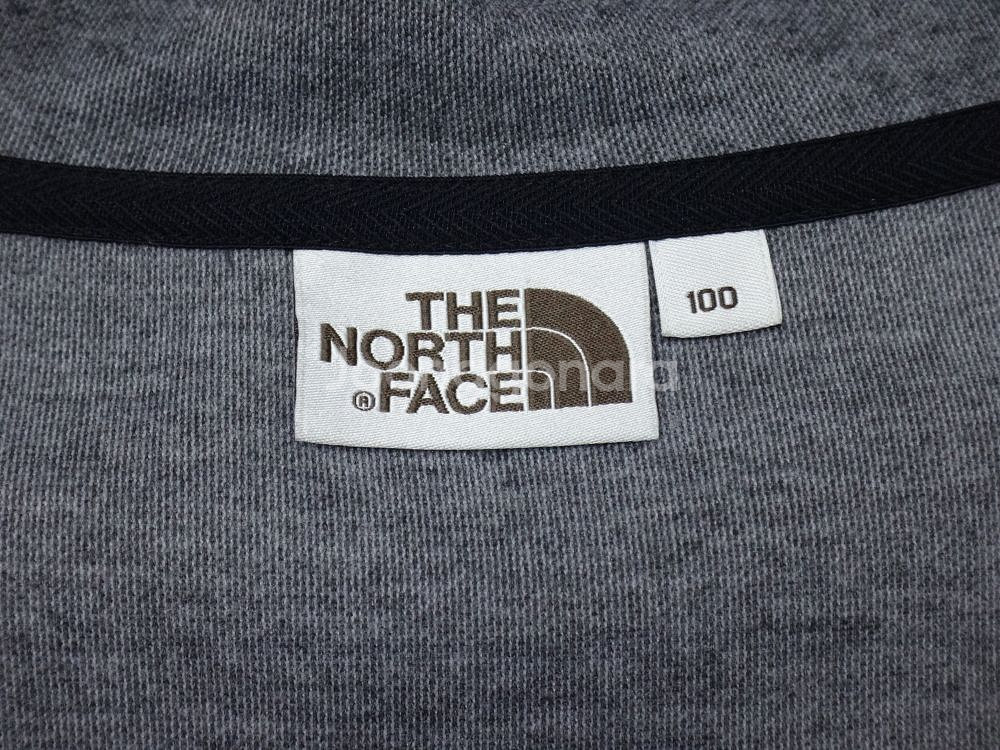 THE
NORTH
® FACE
100